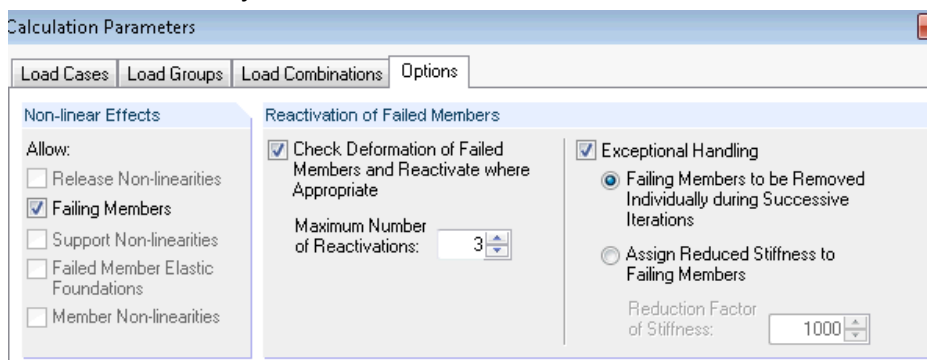 Calculation Parameters
Load Cases Load Groups Load Combinations Options
Non-linear Effects
Allow:
Release Non-linearities
Failing Members
Support Non-linearities
Failed Member Elastic
Foundations
Member Non-linearities
Reactivation of Failed Members
Check Deformation of Failed
Members and Reactivate where
Appropriate
Maximum Number
of Reactivations: 3
Exceptional Handling
Failing Members to be Removed
Individually during Successive
Iterations
Assign Reduced Stiffness to
Failing Members
Reduction Factor
of Stiffness: 1000